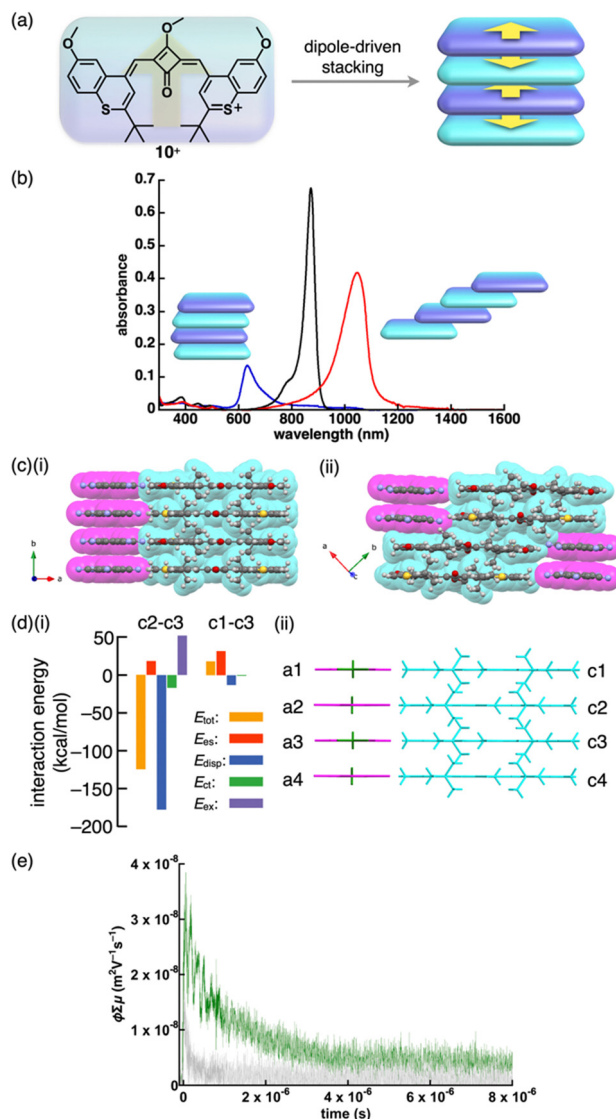 (a)
O
O
O
O
S
S+
10+
dipole-driven
stacking
(b)
0.7
0.6
0.5
0.4
0.3
0.2
0.1
0
absorbance
400 600 800 1000 1200 1400 1600
wavelength (nm)
(c)(i)
b
a
(ii)
a
b
c
(d)(i)
c2-c3 c1-c3
50
0
−50
−100
−150
−200
interaction energy
(kcal/mol)
Etot:
Ees:
Edisp:
Ect:
Eex:
(ii)
a1 c1
a2 c2
a3 c3
a4 c4
(e)
4 x 10⁻⁸
3 x 10⁻⁸
2 x 10⁻⁸
1 x 10⁻⁸
0
ϕΣμ (m²V⁻¹s⁻¹)
0 2 x 10⁻⁶ 4 x 10⁻⁶ 6 x 10⁻⁶ 8 x 10⁻⁶
time (s)